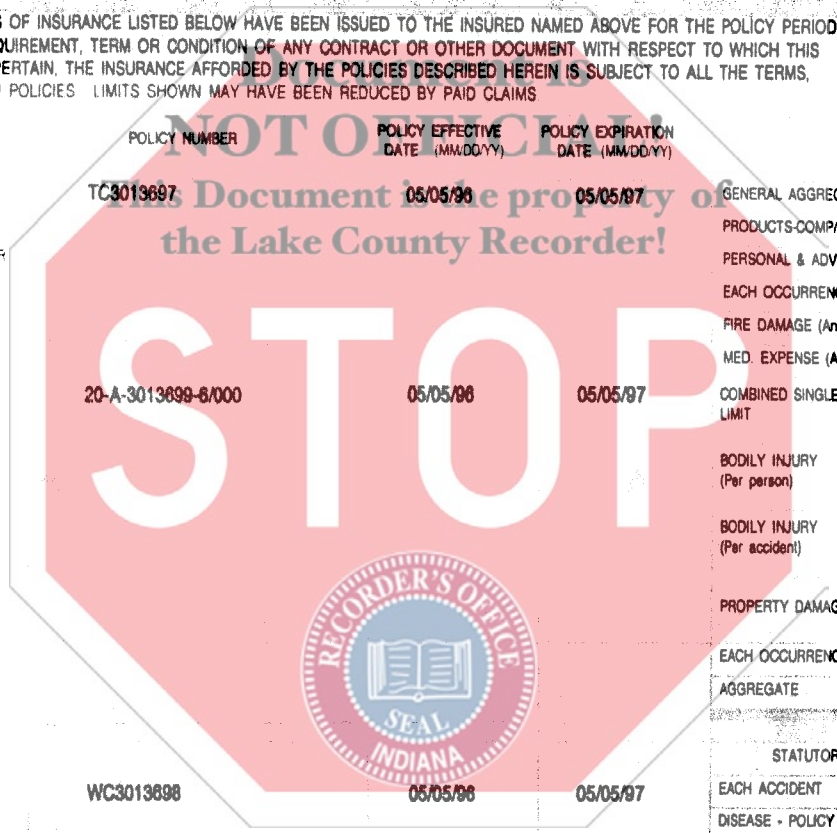 S OF INSURANCE LISTED BELOW HAVE BEEN ISSUED TO THE INSURED NAMED ABOVE FOR THE POLICY PERIOD
QUIREMENT, TERM OR CONDITION OF ANY CONTRACT OR OTHER DOCUMENT WITH RESPECT TO WHICH THIS
PERTAIN, THE INSURANCE AFFORDED BY THE POLICIES DESCRIBED HEREIN IS SUBJECT TO ALL THE TERMS,
POLICIES LIMITS SHOWN MAY HAVE BEEN REDUCED BY PAID CLAIMS
Document is
NOT OFFICIAL!
This Document is the property of
the Lake County Recorder!
STOP
RECORDER'S OFFICE
SEAL
INDIANA
POLICY NUMBER POLICY EFFECTIVE DATE (MM/DD/YY) POLICY EXPIRATION DATE (MM/DD/YY)
TC3013697 05/05/96 05/05/97 GENERAL AGGREG
PRODUCTS-COMP/
PERSONAL & ADV
EACH OCCURREN
FIRE DAMAGE (An
MED. EXPENSE (A
20-A-3013699-6/000 05/05/96 05/05/97 COMBINED SINGLE
LIMIT
BODILY INJURY
(Per person)
BODILY INJURY
(Per accident)
PROPERTY DAMAG
EACH OCCURRENC
AGGREGATE
STATUTOR
WC3013698 05/05/96 05/05/97 EACH ACCIDENT
DISEASE - POLICY